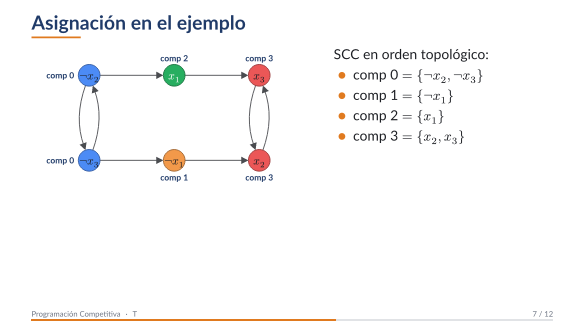 Asignación en el ejemplo
comp 2
comp 3
comp 0 ¬x₂ x₁ x₃
comp 0 ¬x₃ ¬x₁ x₂
comp 1
comp 3
SCC en orden topológico:
comp 0 = {¬x₂, ¬x₃}
comp 1 = {¬x₁}
comp 2 = {x₁}
comp 3 = {x₂, x₃}
Programación Competitiva · T
7 / 12